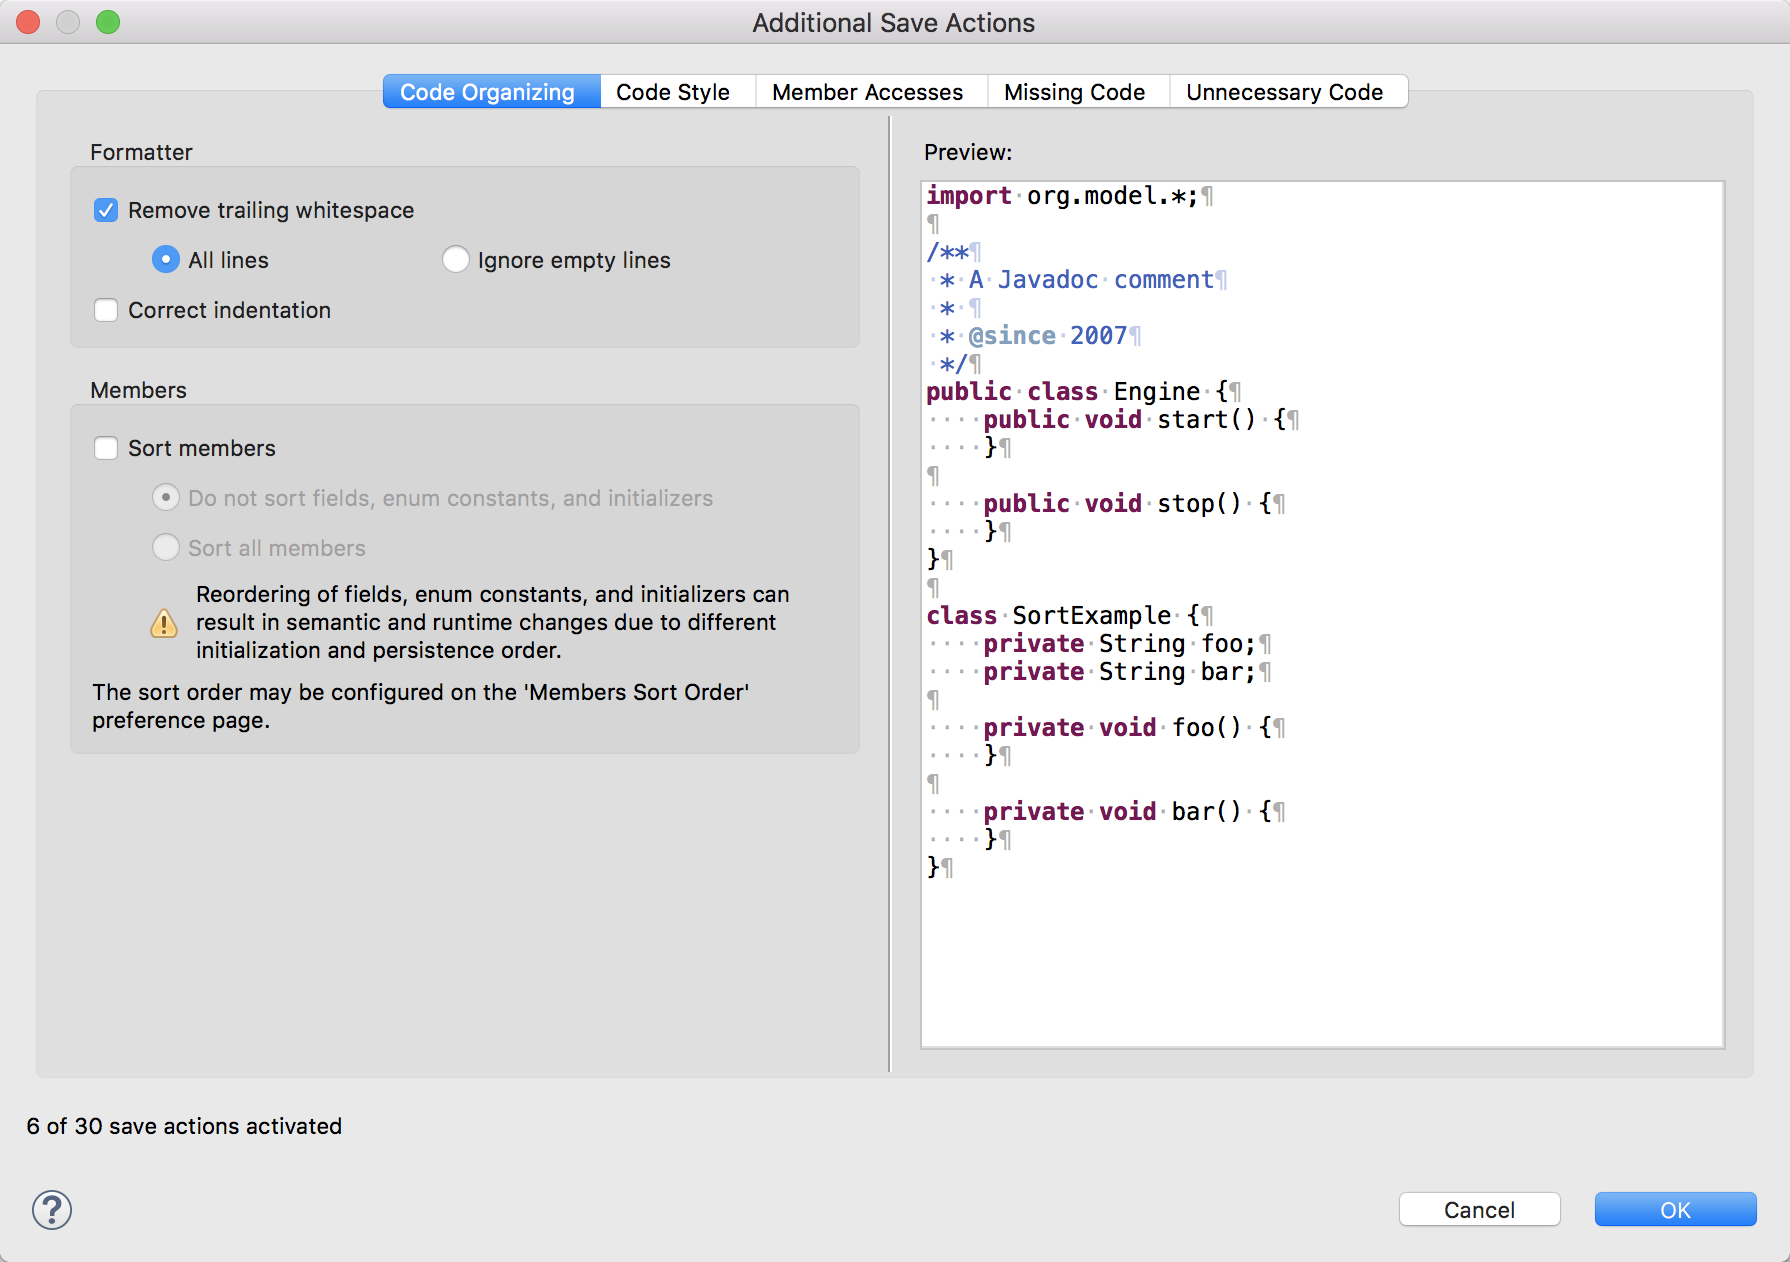 Additional Save Actions
Code Organizing
Code Style
Member Accesses
Missing Code
Unnecessary Code
Formatter
Remove trailing whitespace
All lines
Ignore empty lines
Correct indentation
Members
Sort members
Do not sort fields, enum constants, and initializers
Sort all members
Reordering of fields, enum constants, and initializers can
result in semantic and runtime changes due to different
initialization and persistence order.
The sort order may be configured on the 'Members Sort Order'
preference page.
Preview:
import·org.model.*;¶
¶
/**¶
·*·A·Javadoc·comment¶
·*·¶
·*·@since·2007¶
·*/¶
public·class·Engine·{¶
····public·void·start()·{¶
····}¶
¶
····public·void·stop()·{¶
····}¶
}¶
¶
class·SortExample·{¶
····private·String·foo;¶
····private·String·bar;¶
¶
····private·void·foo()·{¶
····}¶
¶
····private·void·bar()·{¶
····}¶
}¶
6 of 30 save actions activated
?
Cancel
OK